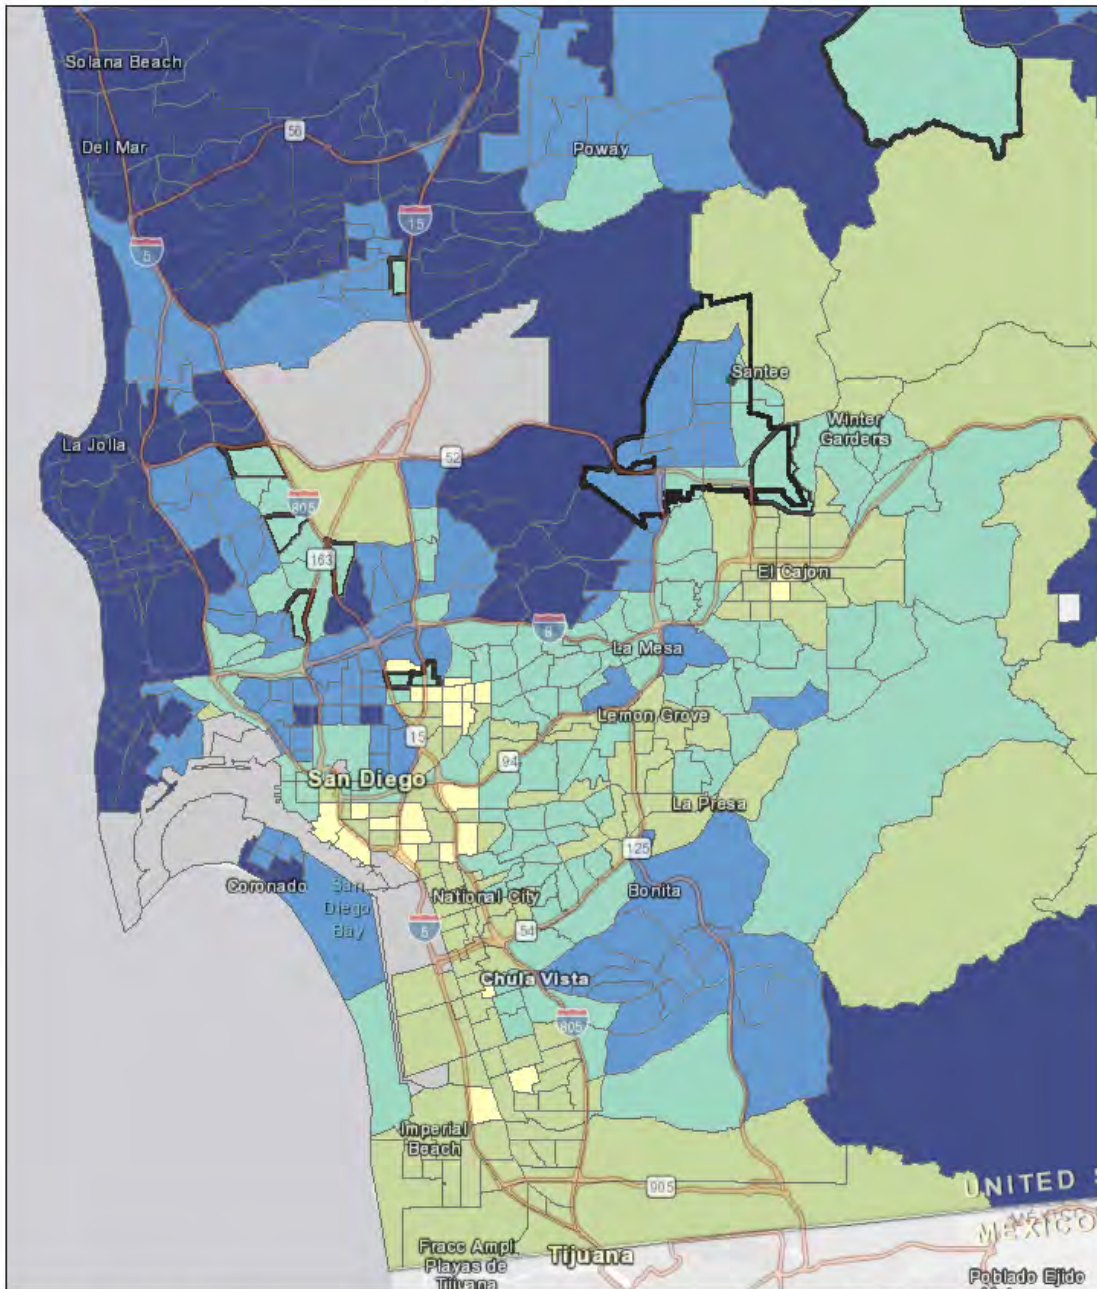 Solana Beach
56
Del Mar
Poway
15
5
Santee
Winter
Gardens
La Jolla
52
805
163
El Cajon
8
La Mesa
Lemon Grove
15
94
San Diego
La Presa
125
Coronado
San
Diego
Bay
National City
Bonita
5
54
Chula Vista
805
Imperial
Beach
905
UNITED S
MÉXICO
MÉXICO
Fracc Ampl.
Playas de
Tijuana
Tijuana
Poblado Ejido